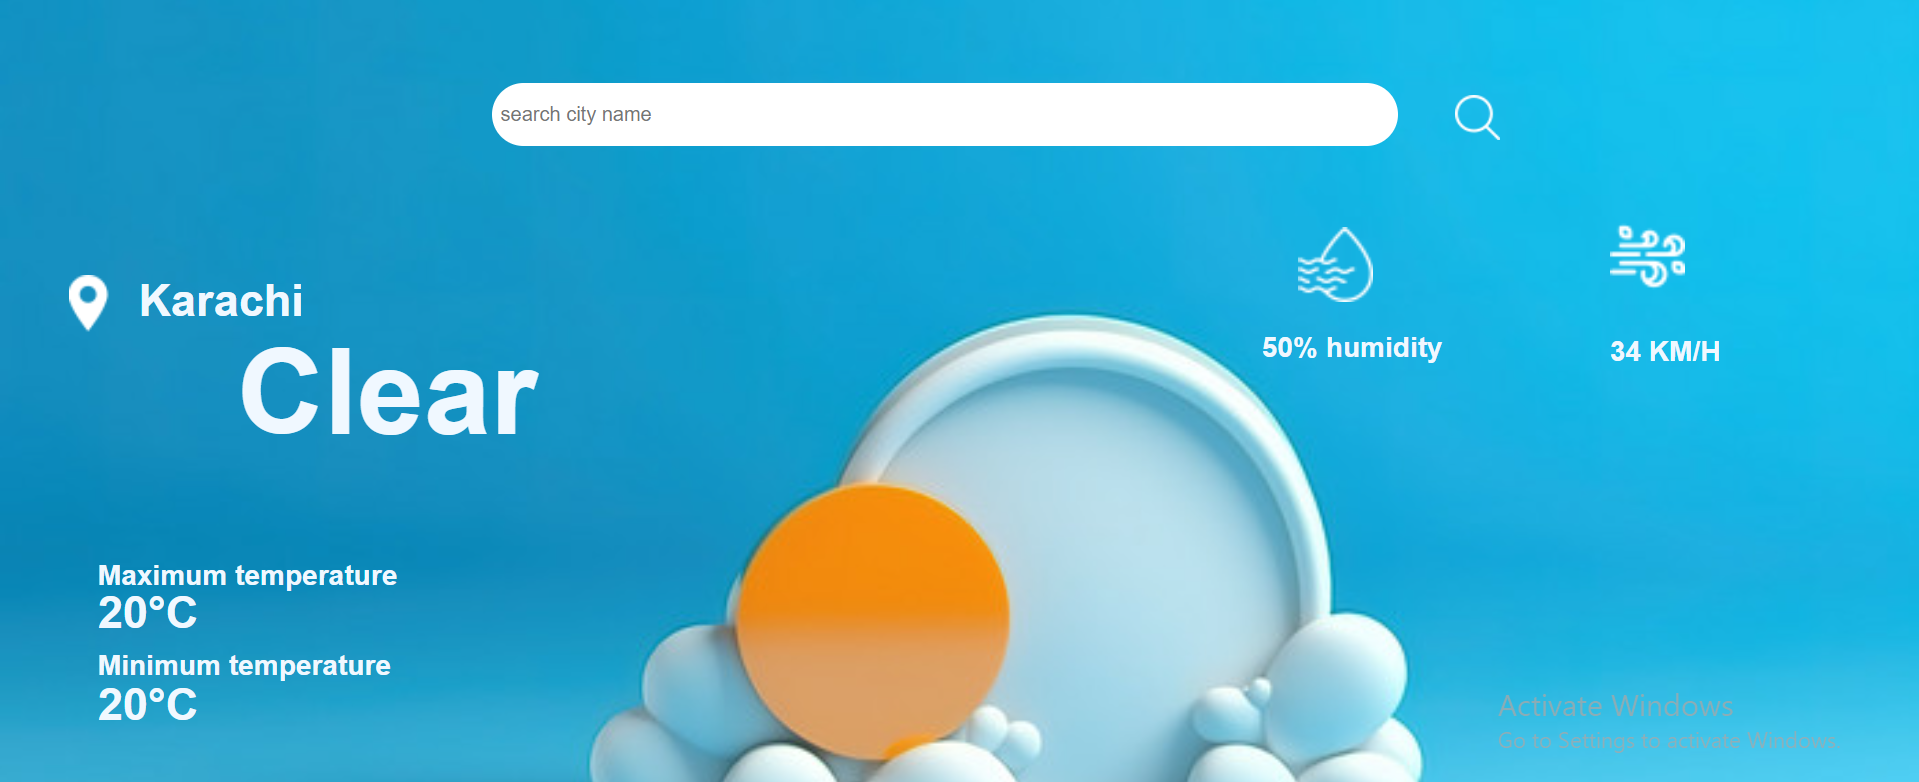 search city name
Karachi
Clear
50% humidity
34 KM/H
Maximum temperature
20°C
Minimum temperature
20°C
Activate Windows
Go to Settings to activate Windows.